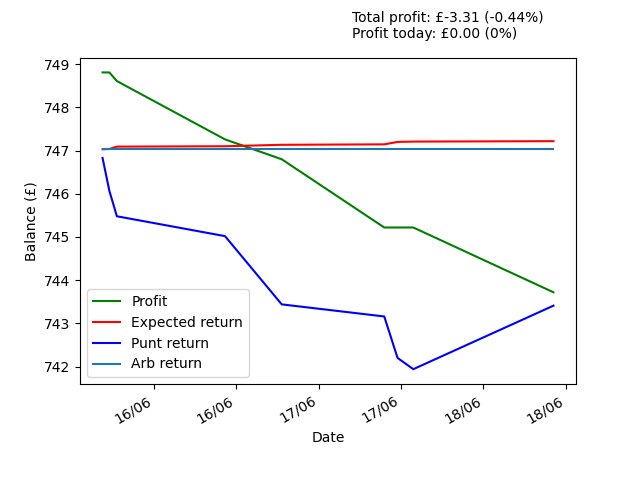 Total profit: £-3.31 (-0.44%)
Profit today: £0.00 (0%)
749
748
747
746
745
744
743
742
Balance (£)
Profit
Expected return
Punt return
Arb return
16/06
16/06
17/06
17/06
18/06
18/06
Date